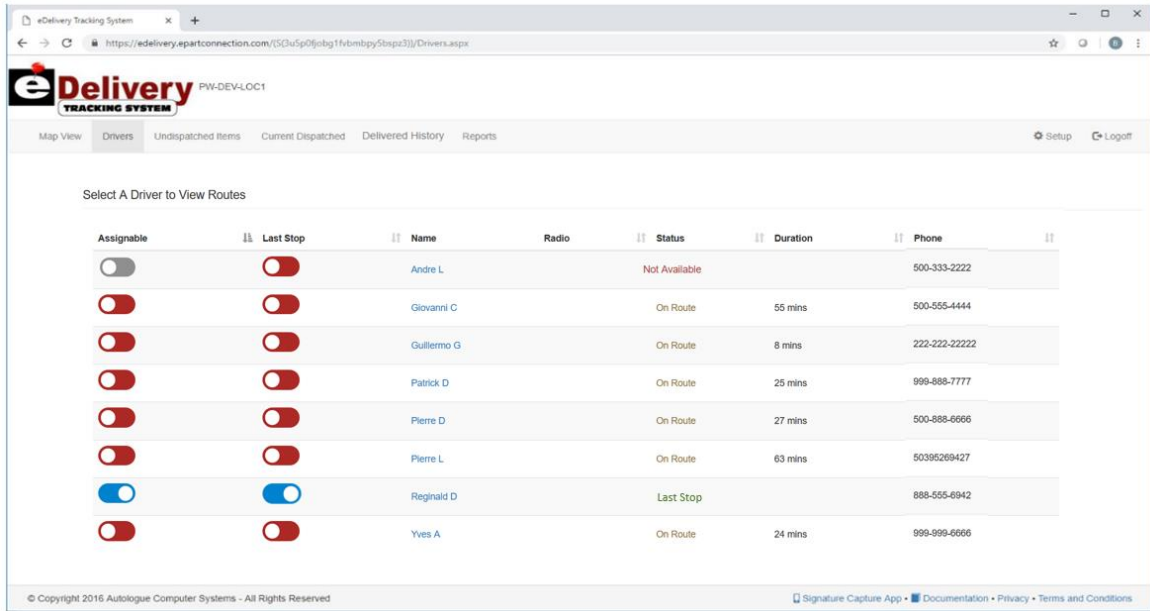 eDelivery Tracking System
https://edelivery.epartconnection.com/(S(3u5p0fjobg1fvbmbpy5bspz3))/Drivers.aspx
eDelivery PW-DEV-LOC1
TRACKING SYSTEM
Map View Drivers Undispatched Items Current Dispatched Delivered History Reports Setup Logoff
Select A Driver to View Routes
Assignable Last Stop Name Radio Status Duration Phone
Andre L Not Available 500-333-2222
Giovanni C On Route 55 mins 500-555-4444
Guillermo G On Route 8 mins 222-222-22222
Patrick D On Route 25 mins 999-888-7777
Pierre D On Route 27 mins 500-888-6666
Pierre L On Route 63 mins 50395269427
Reginald D Last Stop 888-555-6942
Yves A On Route 24 mins 999-999-6666
© Copyright 2016 Autologue Computer Systems - All Rights Reserved Signature Capture App • Documentation • Privacy • Terms and Conditions